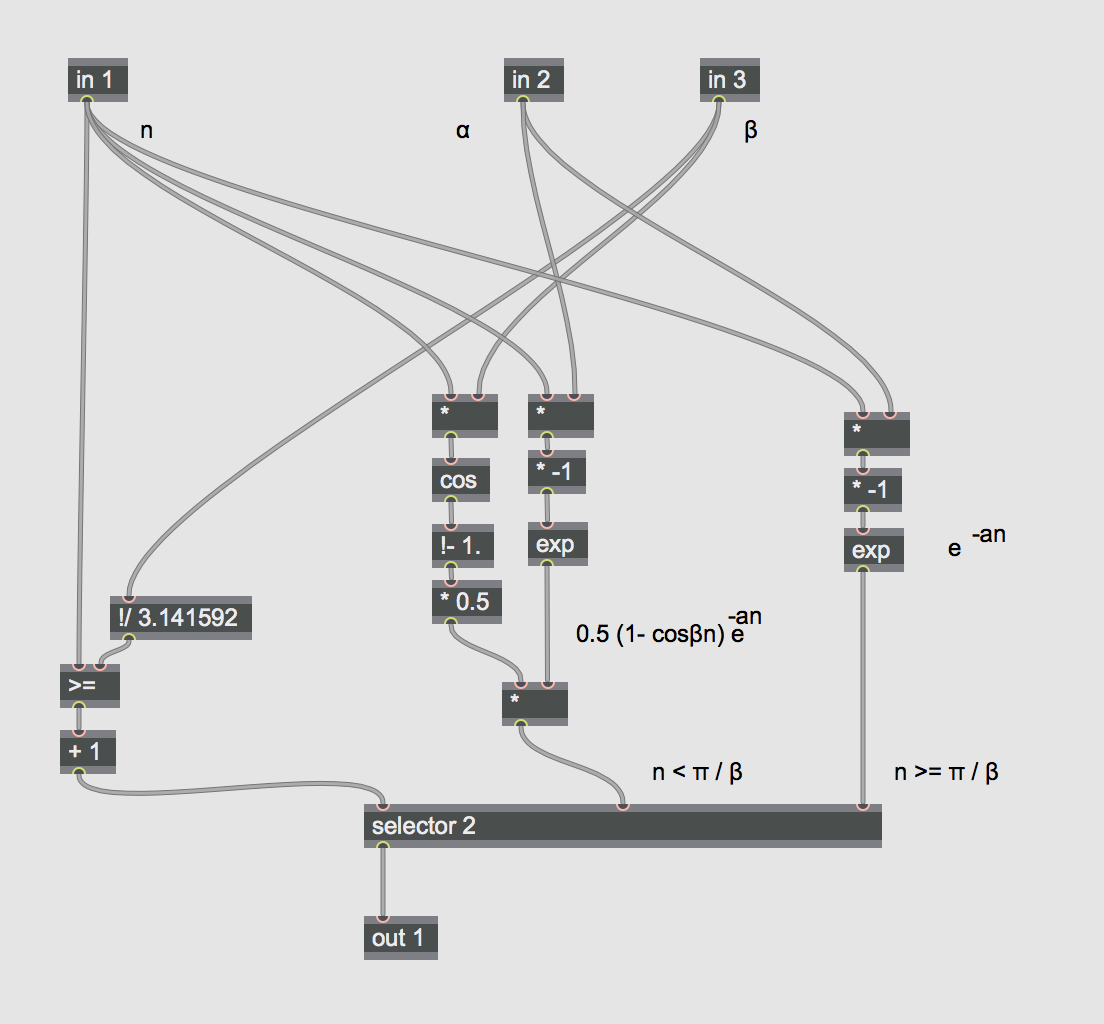 in 1
in 2
in 3
n
α
β
*
*
*
cos
* -1
* -1
!- 1.
exp
exp
e -an
* 0.5
!/ 3.141592
0.5 (1- cosβn) e -an
>=
*
+ 1
n < π / β
n >= π / β
selector 2
out 1